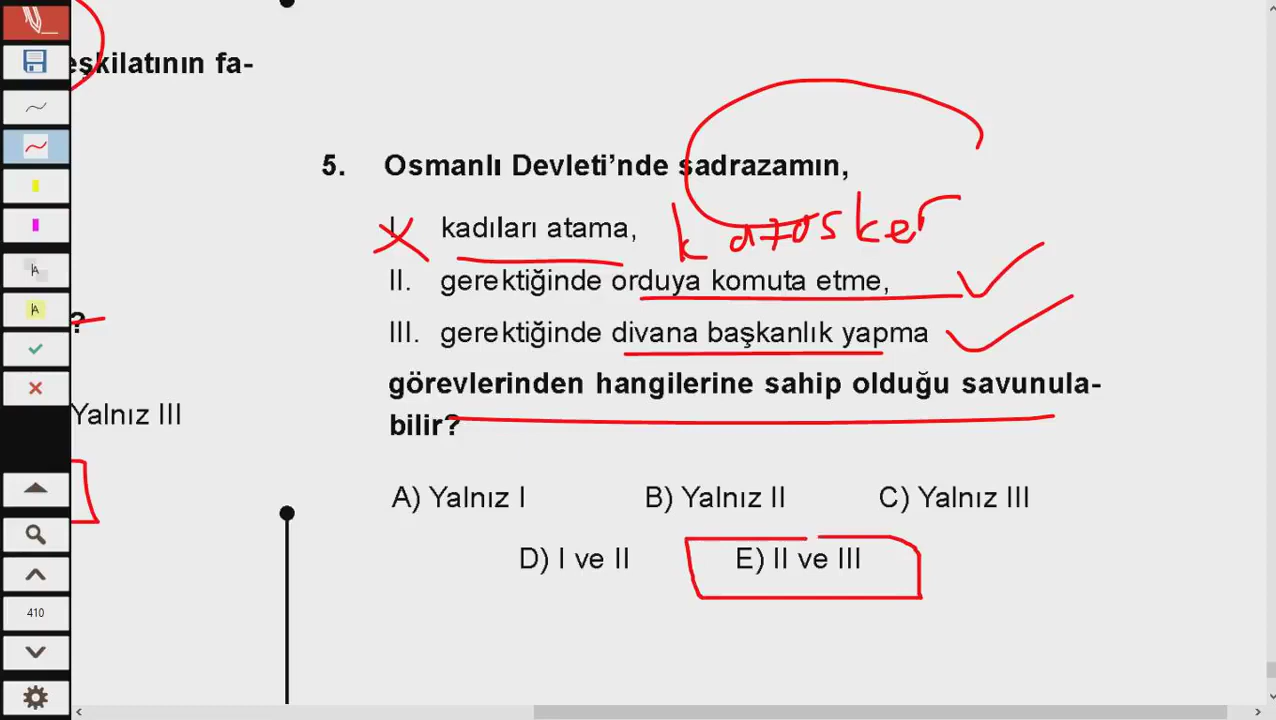 eşkilatının fa-
?
Yalnız III
410
5. Osmanlı Devleti’nde sadrazamın,
I. kadıları atama, kazasker
II. gerektiğinde orduya komuta etme,
III. gerektiğinde divana başkanlık yapma
görevlerinden hangilerine sahip olduğu savunula-
bilir?
A) Yalnız I B) Yalnız II C) Yalnız III
D) I ve II E) II ve III